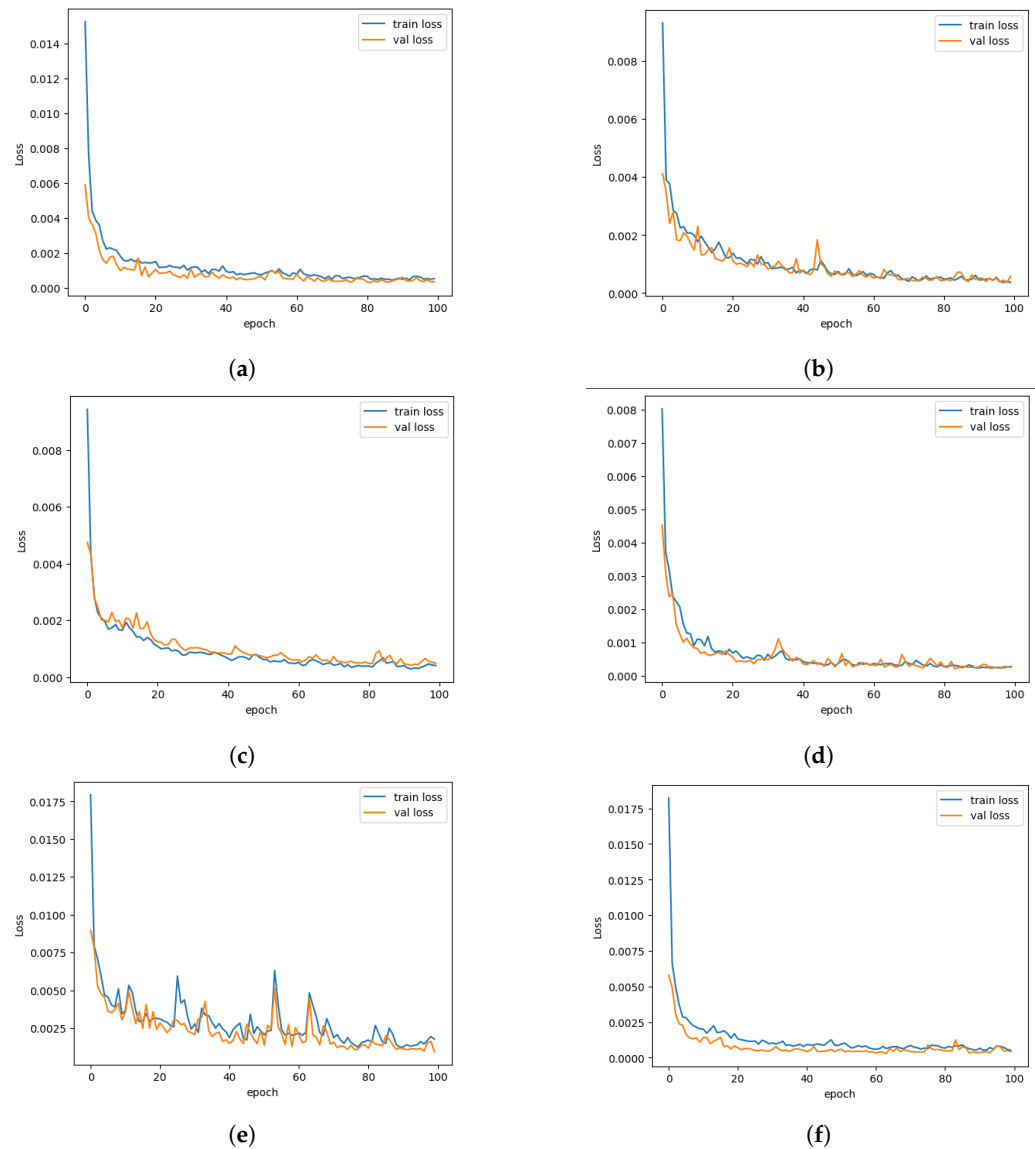 train loss
val loss
0.014
0.012
0.010
0.008
0.006
0.004
0.002
0.000
Loss
0 20 40 60 80 100
epoch
(a)
train loss
val loss
0.008
0.006
0.004
0.002
0.000
Loss
0 20 40 60 80 100
epoch
(b)
train loss
val loss
0.008
0.006
0.004
0.002
0.000
Loss
0 20 40 60 80 100
epoch
(c)
train loss
val loss
0.008
0.007
0.006
0.005
0.004
0.003
0.002
0.001
0.000
Loss
0 20 40 60 80 100
epoch
(d)
train loss
val loss
0.0175
0.0150
0.0125
0.0100
0.0075
0.0050
0.0025
Loss
0 20 40 60 80 100
epoch
(e)
train loss
val loss
0.0175
0.0150
0.0125
0.0100
0.0075
0.0050
0.0025
0.0000
Loss
0 20 40 60 80 100
epoch
(f)